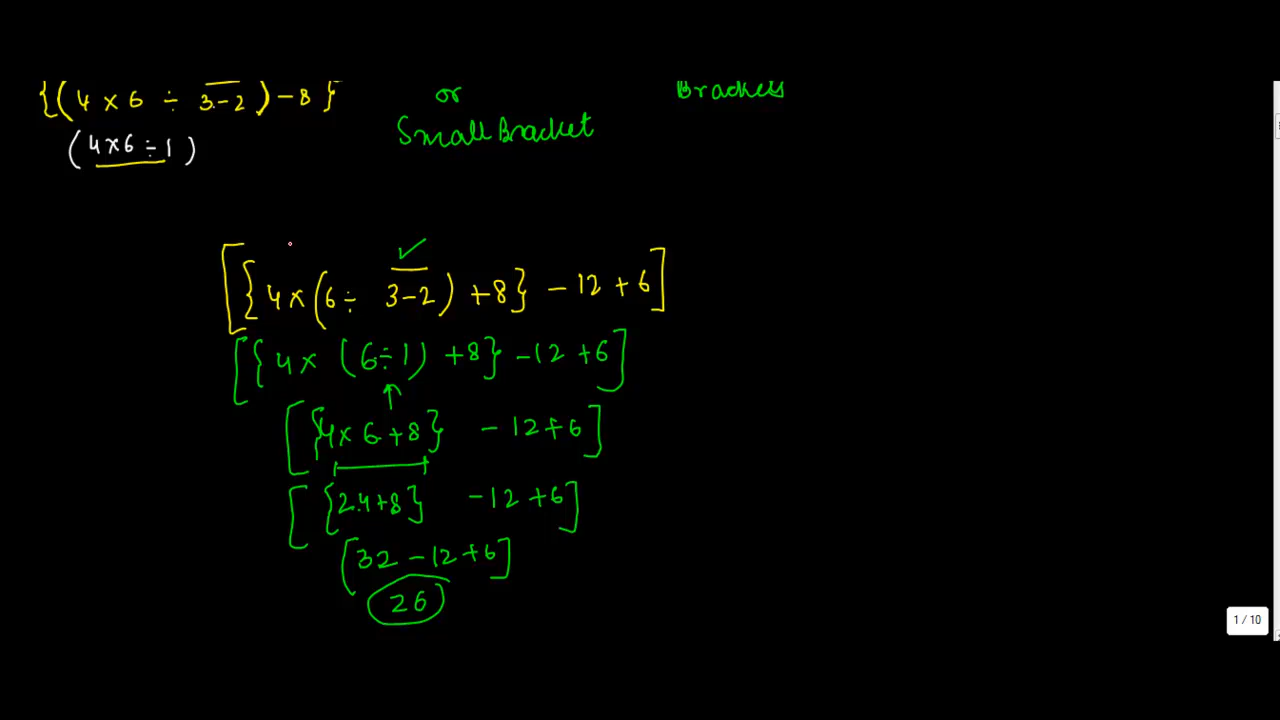 {(4 × 6 ÷ 3-2) - 8}
or
Brackets
Small Bracket
(4×6 ÷ 1)
[{4 × (6 ÷ 3-2) + 8} - 12 + 6]
[{4 × (6÷1) + 8} - 12 + 6]
[{4 × 6 + 8} - 12 + 6]
[{24 + 8} - 12 + 6]
[32 - 12 + 6]
26
1 / 10